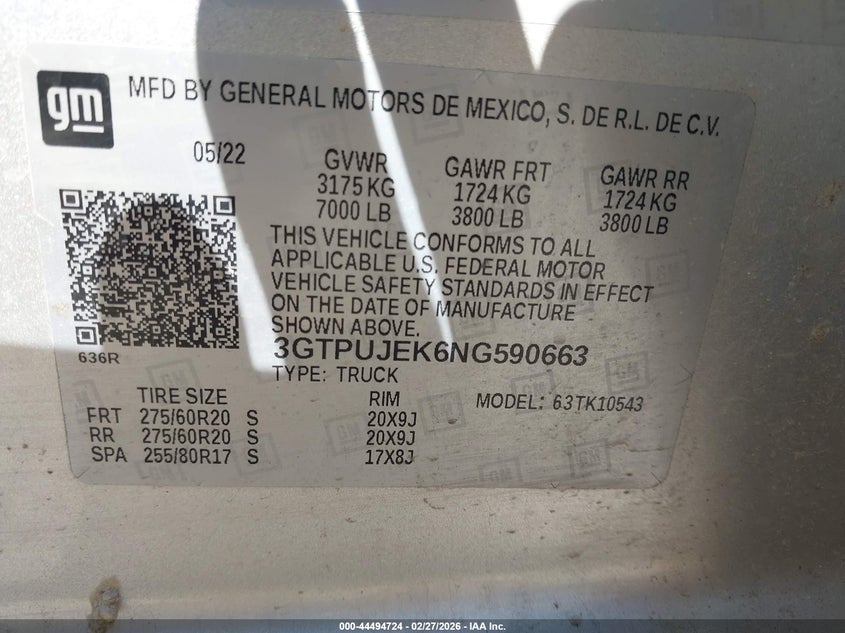 gm
MFD BY GENERAL MOTORS DE MEXICO, S. DE R.L. DE C.V.
05/22 GVWR GAWR FRT GAWR RR
3175 KG 1724 KG 1724 KG
7000 LB 3800 LB 3800 LB
THIS VEHICLE CONFORMS TO ALL
APPLICABLE U.S. FEDERAL MOTOR
VEHICLE SAFETY STANDARDS IN EFFECT
ON THE DATE OF MANUFACTURE
SHOWN ABOVE.
636R
3GTPUJEK6NG590663
TYPE: TRUCK
TIRE SIZE RIM MODEL: 63TK10543
FRT 275/60R20 S 20X9J
RR 275/60R20 S 20X9J
SPA 255/80R17 S 17X8J
000-44494724 - 02/27/2026 - IAA Inc.